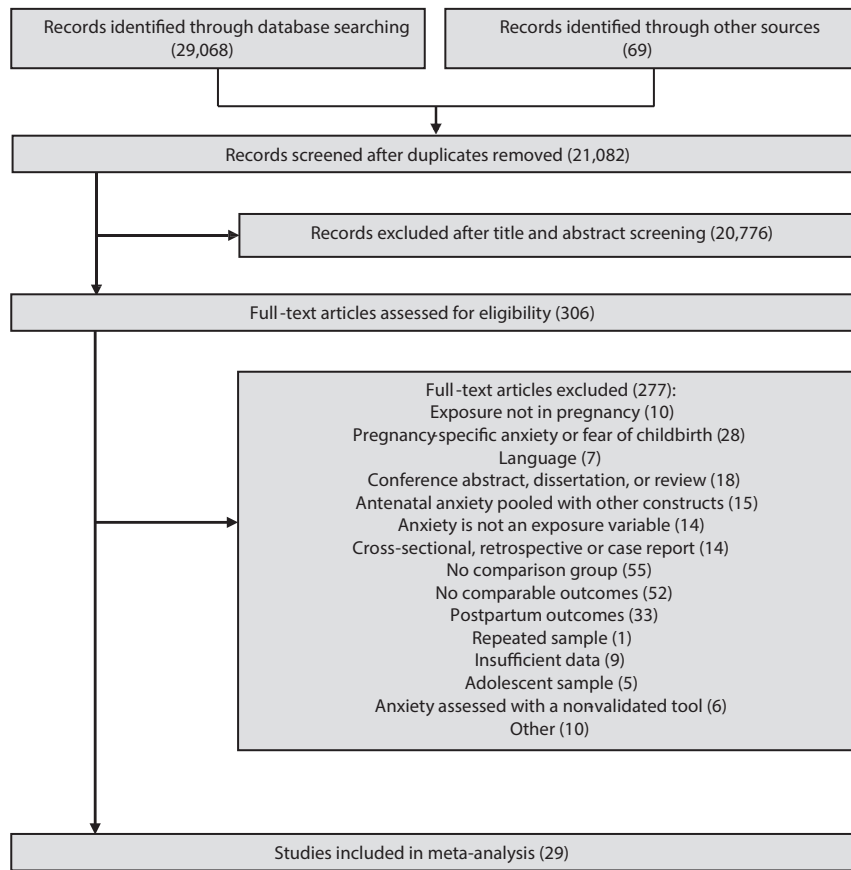 Records identified through database searching
(29,068)
Records identified through other sources
(69)
Records screened after duplicates removed (21,082)
Records excluded after title and abstract screening (20,776)
Full-text articles assessed for eligibility (306)
Full-text articles excluded (277):
Exposure not in pregnancy (10)
Pregnancy-specific anxiety or fear of childbirth (28)
Language (7)
Conference abstract, dissertation, or review (18)
Antenatal anxiety pooled with other constructs (15)
Anxiety is not an exposure variable (14)
Cross-sectional, retrospective or case report (14)
No comparison group (55)
No comparable outcomes (52)
Postpartum outcomes (33)
Repeated sample (1)
Insufficient data (9)
Adolescent sample (5)
Anxiety assessed with a non-validated tool (6)
Other (10)
Studies included in meta-analysis (29)